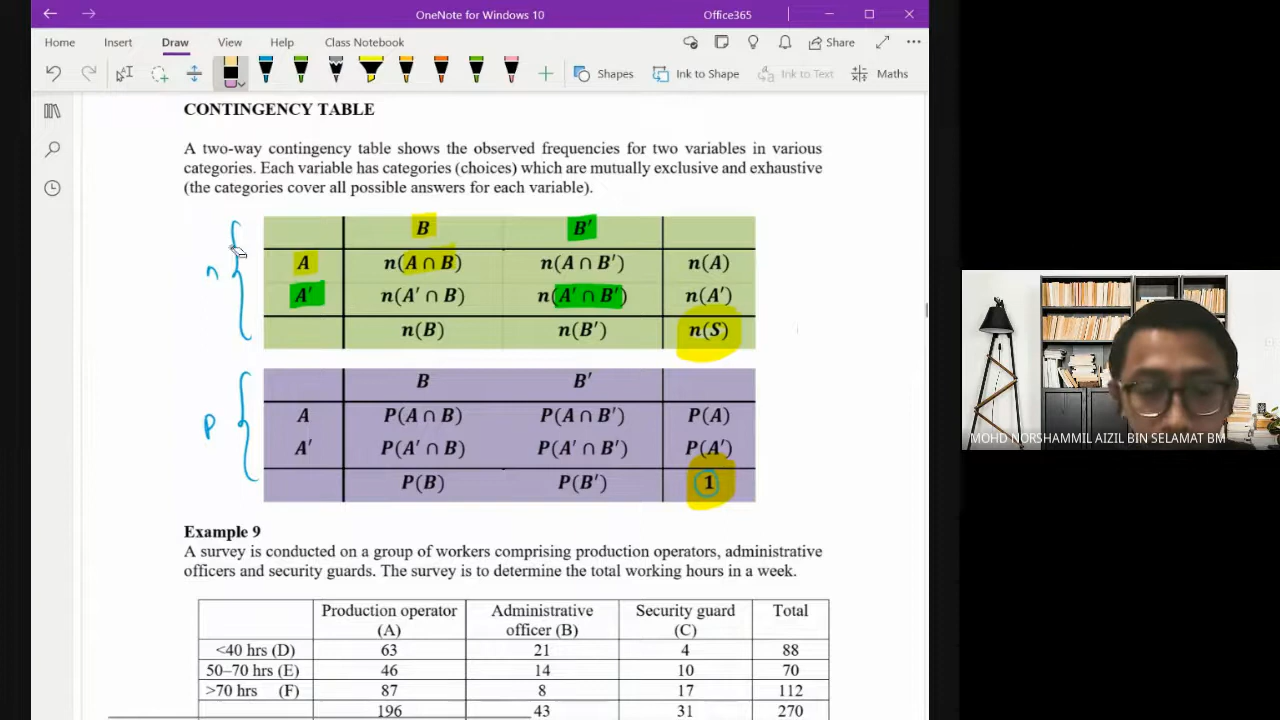 OneNote for Windows 10
Office365
Home
Insert
Draw
View
Help
Class Notebook
Share
Shapes
Ink to Shape
Ink to Text
Maths
CONTINGENCY TABLE
A two-way contingency table shows the observed frequencies for two variables in various
categories. Each variable has categories (choices) which are mutually exclusive and exhaustive
(the categories cover all possible answers for each variable).
B B′
A n(A ∩ B) n(A ∩ B′) n(A)
A′ n(A′ ∩ B) n(A′ ∩ B′) n(A′)
n(B) n(B′) n(S)
n
B B′
A P(A ∩ B) P(A ∩ B′) P(A)
A′ P(A′ ∩ B) P(A′ ∩ B′) P(A′)
P(B) P(B′) 1
P
Example 9
A survey is conducted on a group of workers comprising production operators, administrative
officers and security guards. The survey is to determine the total working hours in a week.
Production operator Administrative Security guard Total
(A) officer (B) (C)
<40 hrs (D) 63 21 4 88
50–70 hrs (E) 46 14 10 70
>70 hrs (F) 87 8 17 112
196 43 31 270
MOHD NORSHAMMIL AIZIL BIN SELAMAT BM